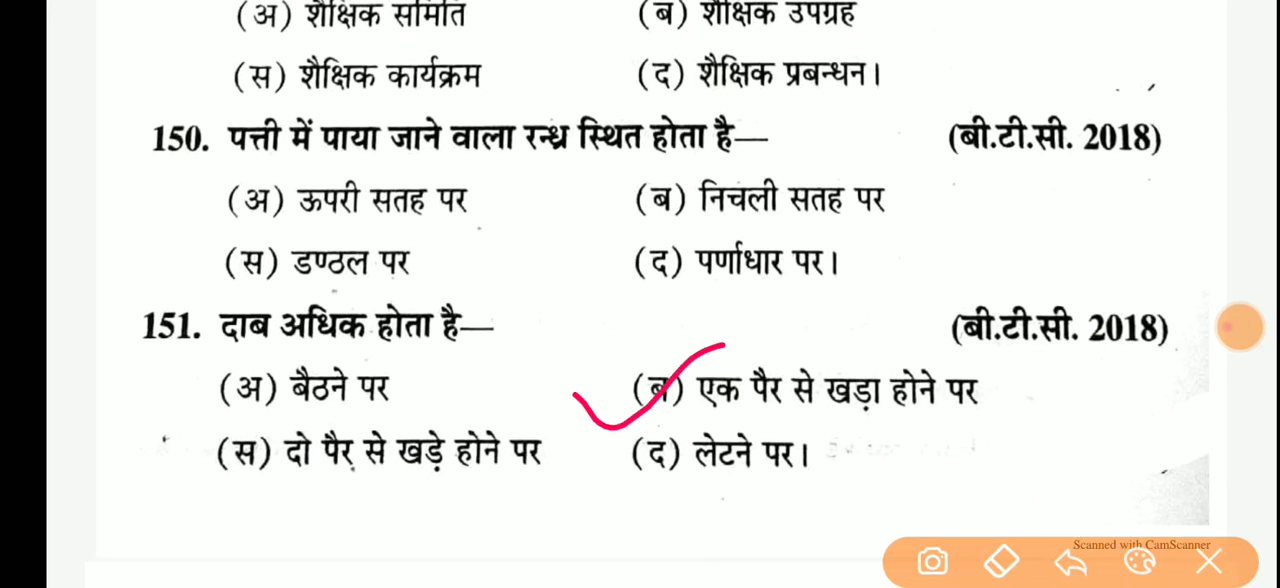 (अ) शैक्षिक समिति (ब) शैक्षिक उपग्रह
(स) शैक्षिक कार्यक्रम (द) शैक्षिक प्रबन्धन।
150. पत्ती में पाया जाने वाला रन्ध्र स्थित होता है— (बी.टी.सी. 2018)
(अ) ऊपरी सतह पर (ब) निचली सतह पर
(स) डण्ठल पर (द) पर्णाधार पर।
151. दाब अधिक होता है— (बी.टी.सी. 2018)
(अ) बैठने पर (ब) एक पैर से खड़ा होने पर
(स) दो पैर से खड़े होने पर (द) लेटने पर।
Scanned with CamScanner